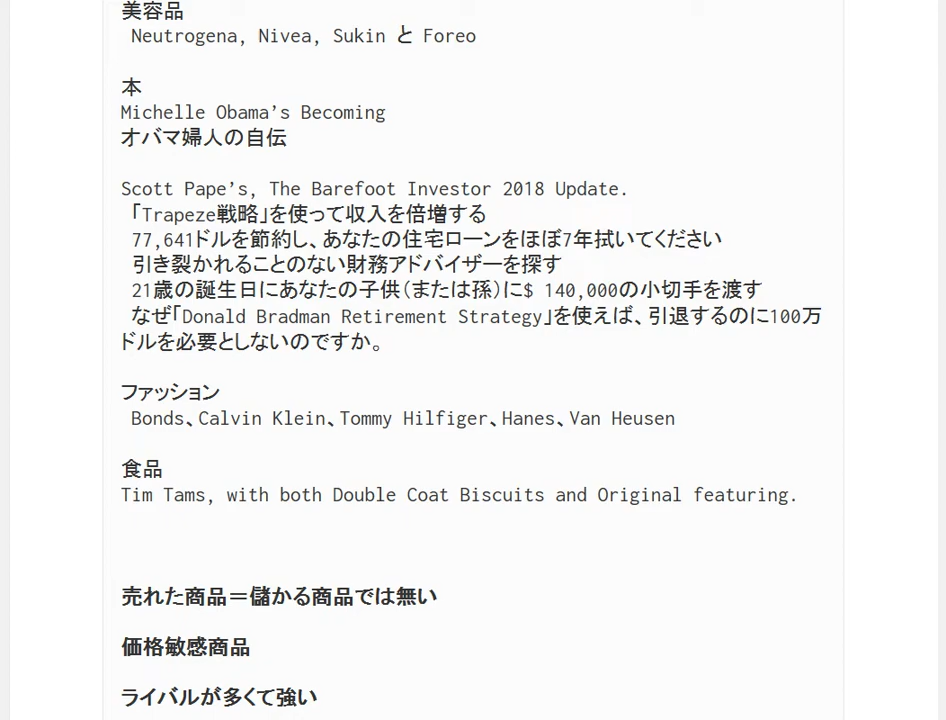 美容品
Neutrogena, Nivea, Sukin と Foreo
本
Michelle Obama’s Becoming
オバマ婦人の自伝
Scott Pape’s, The Barefoot Investor 2018 Update.
「Trapeze戦略」を使って収入を倍増する
77,641ドルを節約し、あなたの住宅ローンをほぼ7年拭いてください
引き裂かれることのない財務アドバイザーを探す
21歳の誕生日にあなたの子供（または孫）に$ 140,000の小切手を渡す
なぜ「Donald Bradman Retirement Strategy」を使えば、引退するのに100万
ドルを必要としないのですか。
ファッション
Bonds、Calvin Klein、Tommy Hilfiger、Hanes、Van Heusen
食品
Tim Tams, with both Double Coat Biscuits and Original featuring.
売れた商品＝儲かる商品では無い
価格敏感商品
ライバルが多くて強い